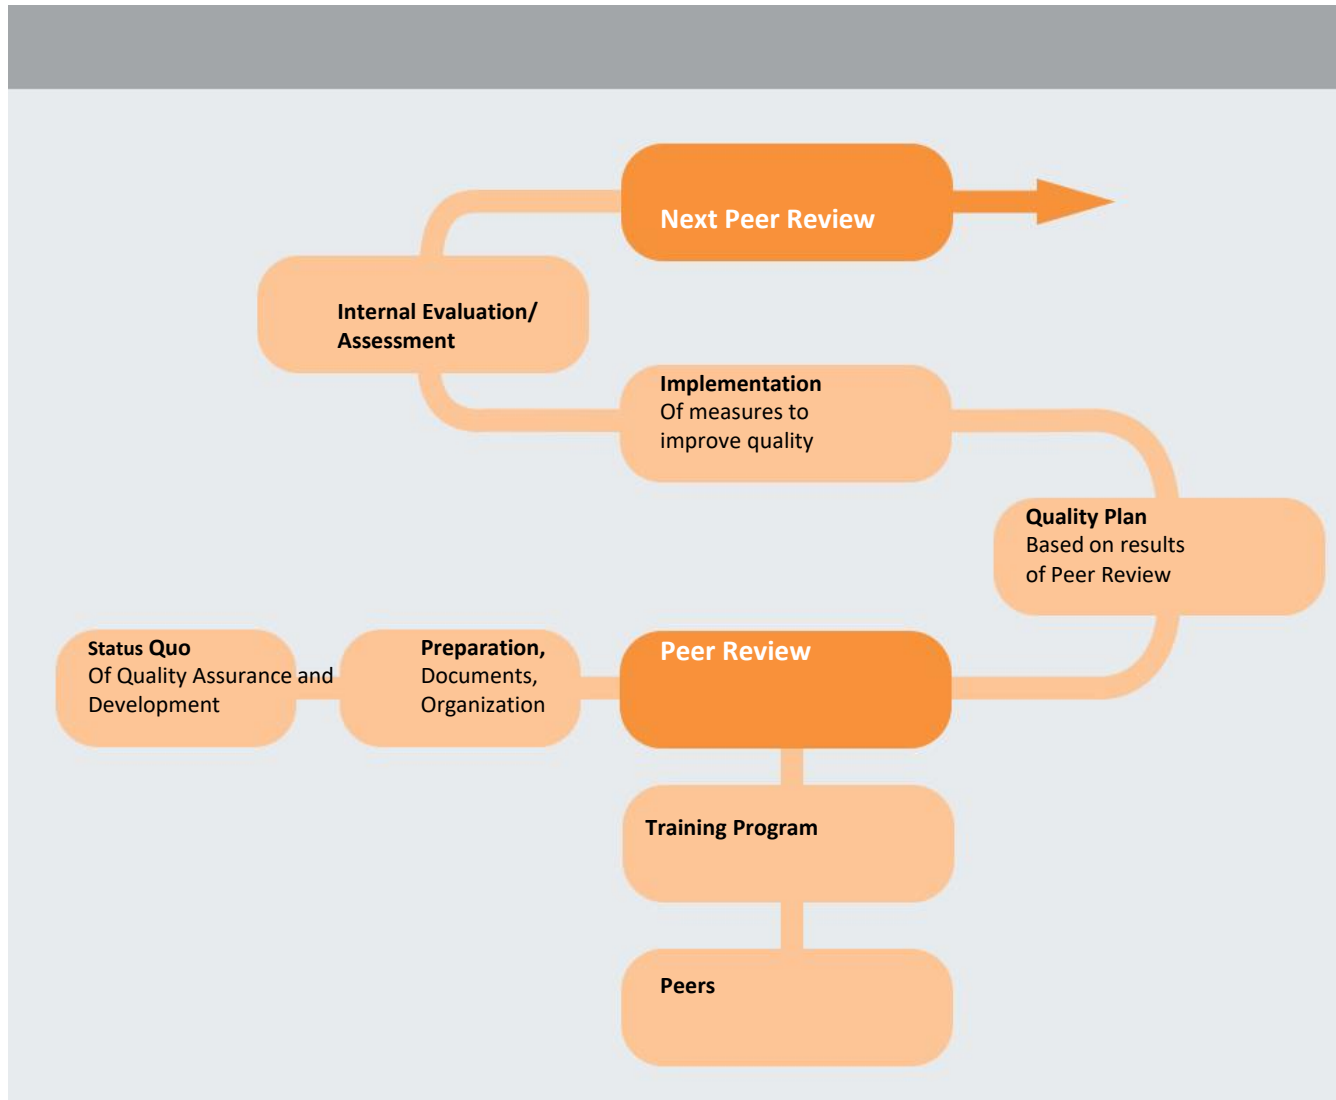 Next Peer Review
Internal Evaluation/
Assessment
Implementation
Of measures to
improve quality
Quality Plan
Based on results
of Peer Review
Status Quo
Of Quality Assurance and
Development
Preparation,
Documents,
Organization
Peer Review
Training Program
Peers